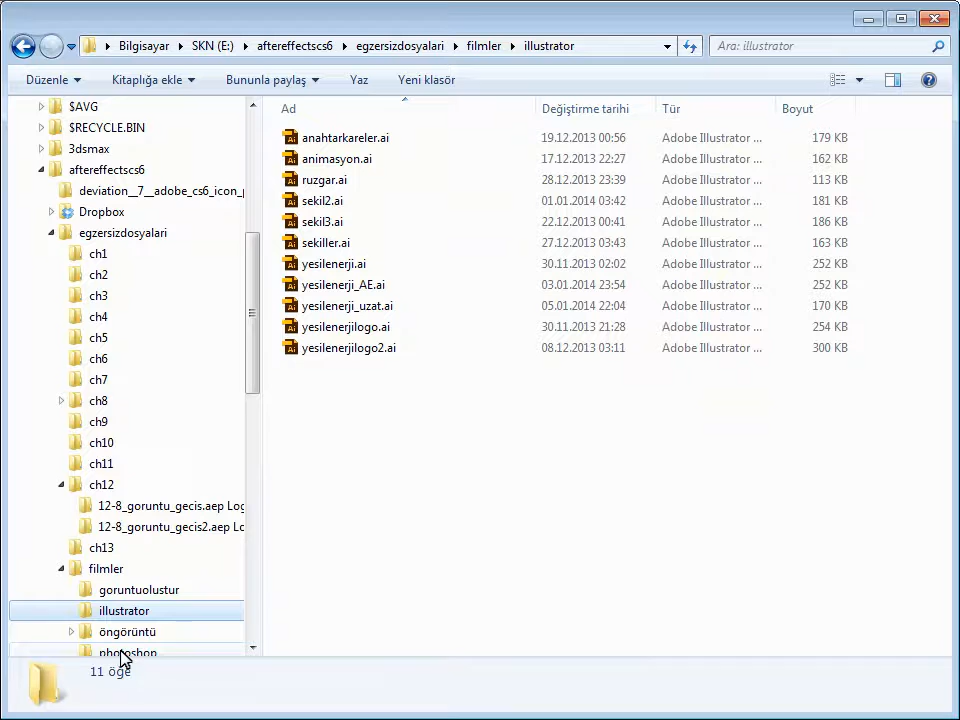 Bilgisayar SKN (E:) aftereffectscs6 egzersizdosyalari filmler illustrator
Ara: illustrator
Düzenle Kitaplığa ekle Bununla paylaş Yaz Yeni klasör
$AVG
$RECYCLE.BIN
3dsmax
aftereffectscs6
deviation__7__adobe_cs6_icon_p
Dropbox
egzersizdosyalari
ch1
ch2
ch3
ch4
ch5
ch6
ch7
ch8
ch9
ch10
ch11
ch12
12-8_goruntu_gecis.aep Log
12-8_goruntu_gecis2.aep Lo
ch13
filmler
goruntuolustur
illustrator
öngörüntü
photoshop
Ad Değiştirme tarihi Tür Boyut
anahtarkareler.ai 19.12.2013 00:56 Adobe Illustrator ... 179 KB
animasyon.ai 17.12.2013 22:27 Adobe Illustrator ... 162 KB
ruzgar.ai 28.12.2013 23:39 Adobe Illustrator ... 113 KB
sekil2.ai 01.01.2014 03:42 Adobe Illustrator ... 181 KB
sekil3.ai 22.12.2013 00:41 Adobe Illustrator ... 186 KB
sekiller.ai 27.12.2013 03:43 Adobe Illustrator ... 163 KB
yesilenerji.ai 30.11.2013 02:02 Adobe Illustrator ... 252 KB
yesilenerji_AE.ai 03.01.2014 23:54 Adobe Illustrator ... 252 KB
yesilenerji_uzat.ai 05.01.2014 22:04 Adobe Illustrator ... 170 KB
yesilenerjilogo.ai 30.11.2013 21:28 Adobe Illustrator ... 254 KB
yesilenerjilogo2.ai 08.12.2013 03:11 Adobe Illustrator ... 300 KB
11 öğe